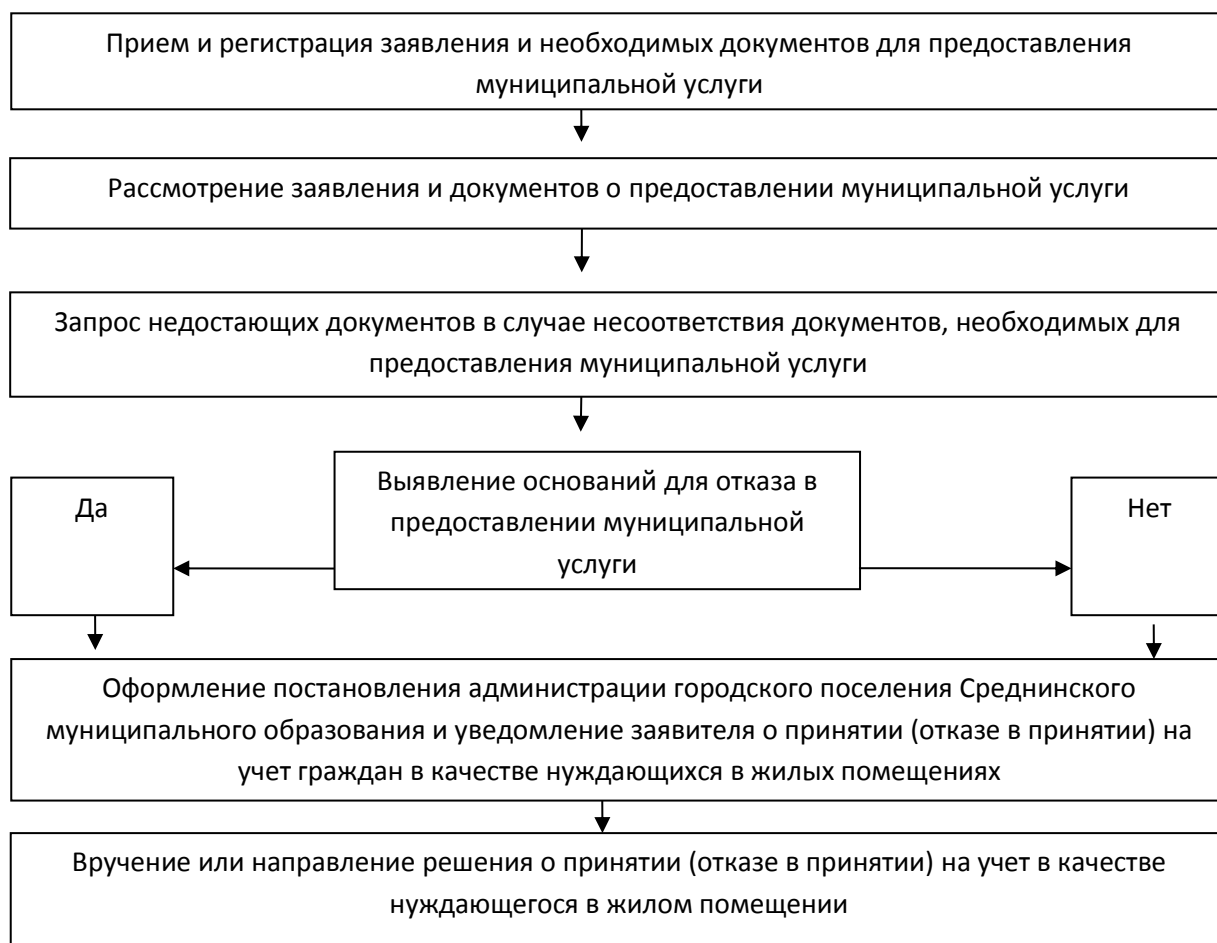 Прием и регистрация заявления и необходимых документов для предоставления
муниципальной услуги
Рассмотрение заявления и документов о предоставлении муниципальной услуги
Запрос недостающих документов в случае несоответствия документов, необходимых для
предоставления муниципальной услуги
Выявление оснований для отказа в
предоставлении муниципальной
услуги
Да
Нет
Оформление постановления администрации городского поселения Среднинского
муниципального образования и уведомление заявителя о принятии (отказе в принятии) на
учет граждан в качестве нуждающихся в жилых помещениях
Вручение или направление решения о принятии (отказе в принятии) на учет в качестве
нуждающегося в жилом помещении